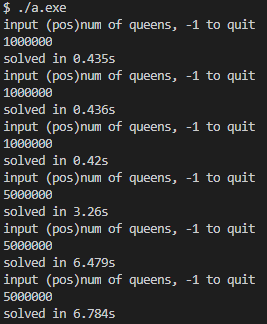 $ ./a.exe
input (pos)num of queens, -1 to quit
1000000
solved in 0.435s
input (pos)num of queens, -1 to quit
1000000
solved in 0.436s
input (pos)num of queens, -1 to quit
1000000
solved in 0.42s
input (pos)num of queens, -1 to quit
5000000
solved in 3.26s
input (pos)num of queens, -1 to quit
5000000
solved in 6.479s
input (pos)num of queens, -1 to quit
5000000
solved in 6.784s